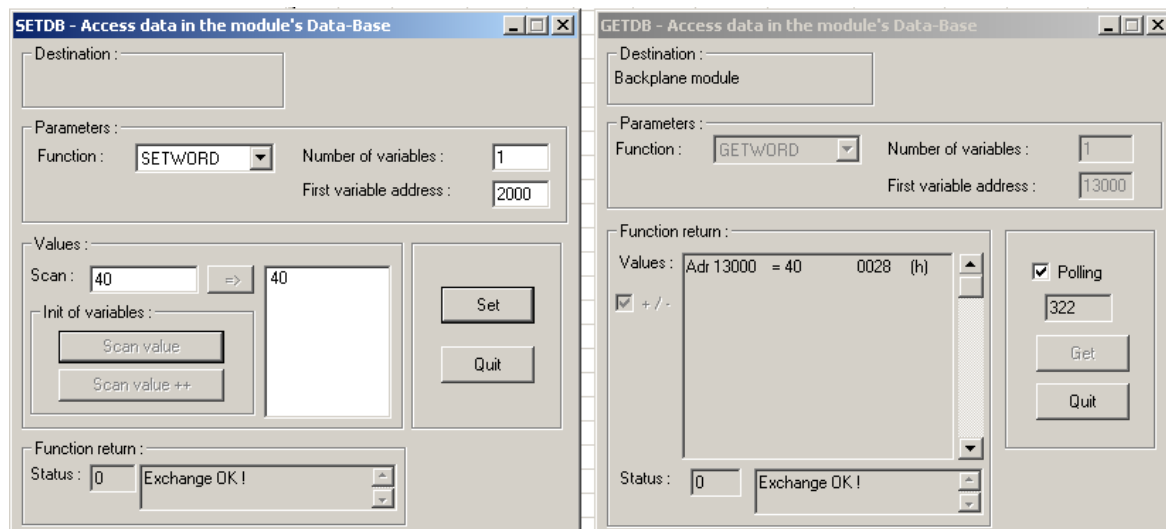 SETDB - Access data in the module's Data-Base
Destination :
Parameters :
Function : SETWORD Number of variables : 1
First variable address : 2000
Values :
Scan : 40 => 40
Init of variables :
Scan value
Scan value ++
Set
Quit
Function return :
Status : 0 Exchange OK !
GETDB - Access data in the module's Data-Base
Destination :
Backplane module
Parameters :
Function : GETWORD Number of variables : 1
First variable address : 13000
Function return :
Values : Adr 13000 = 40 0028 (h)
+ / -
Polling
322
Get
Quit
Status : 0 Exchange OK !